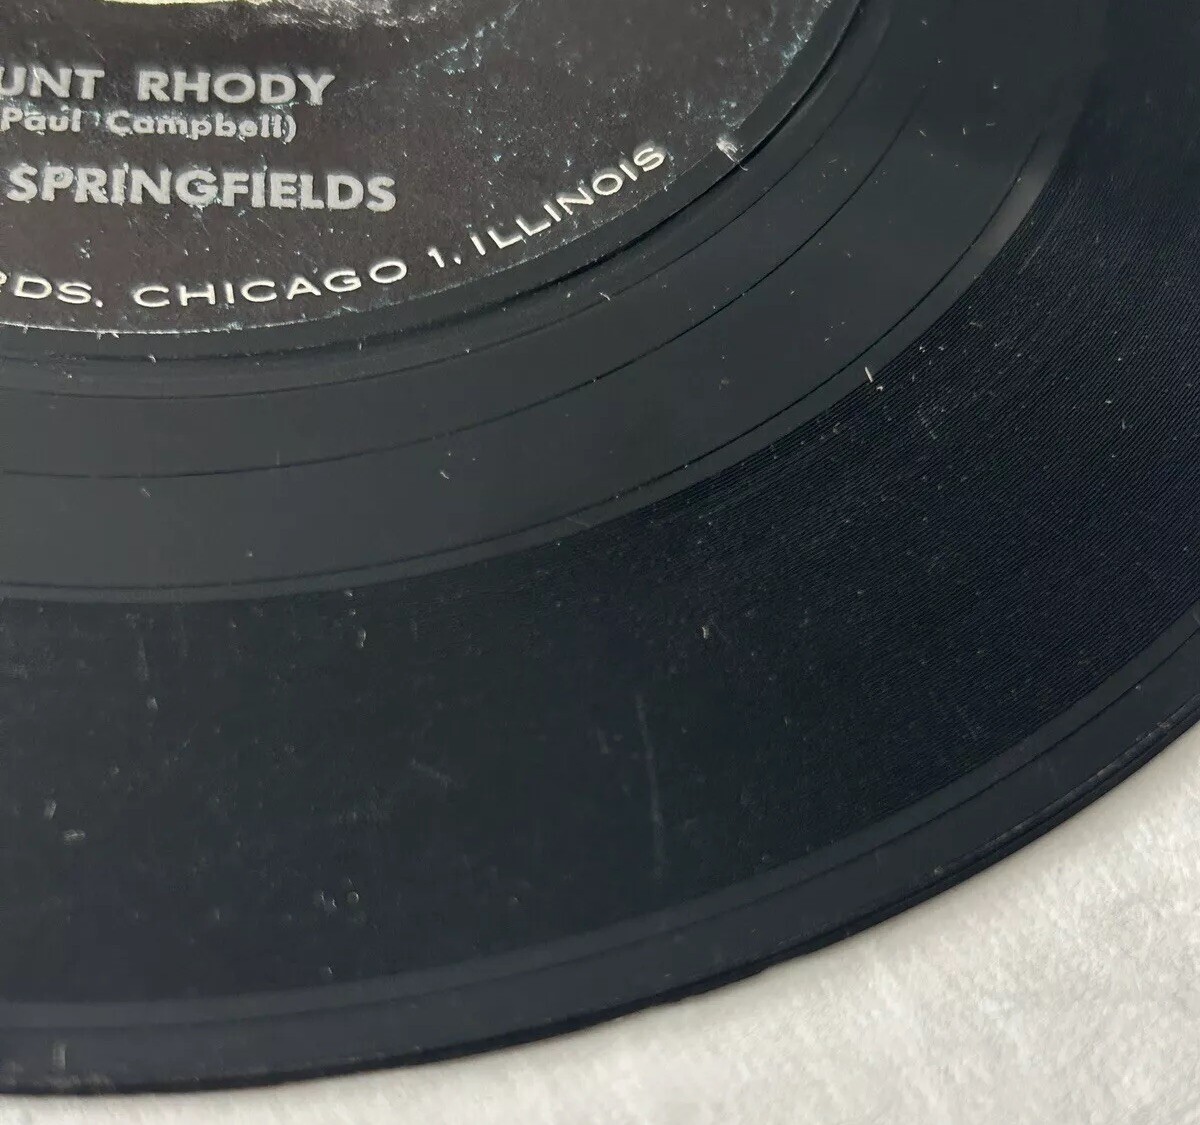 UNT RHODY
(Paul Campbell)
SPRINGFIELDS
RDS, CHICAGO 1, ILLINOIS